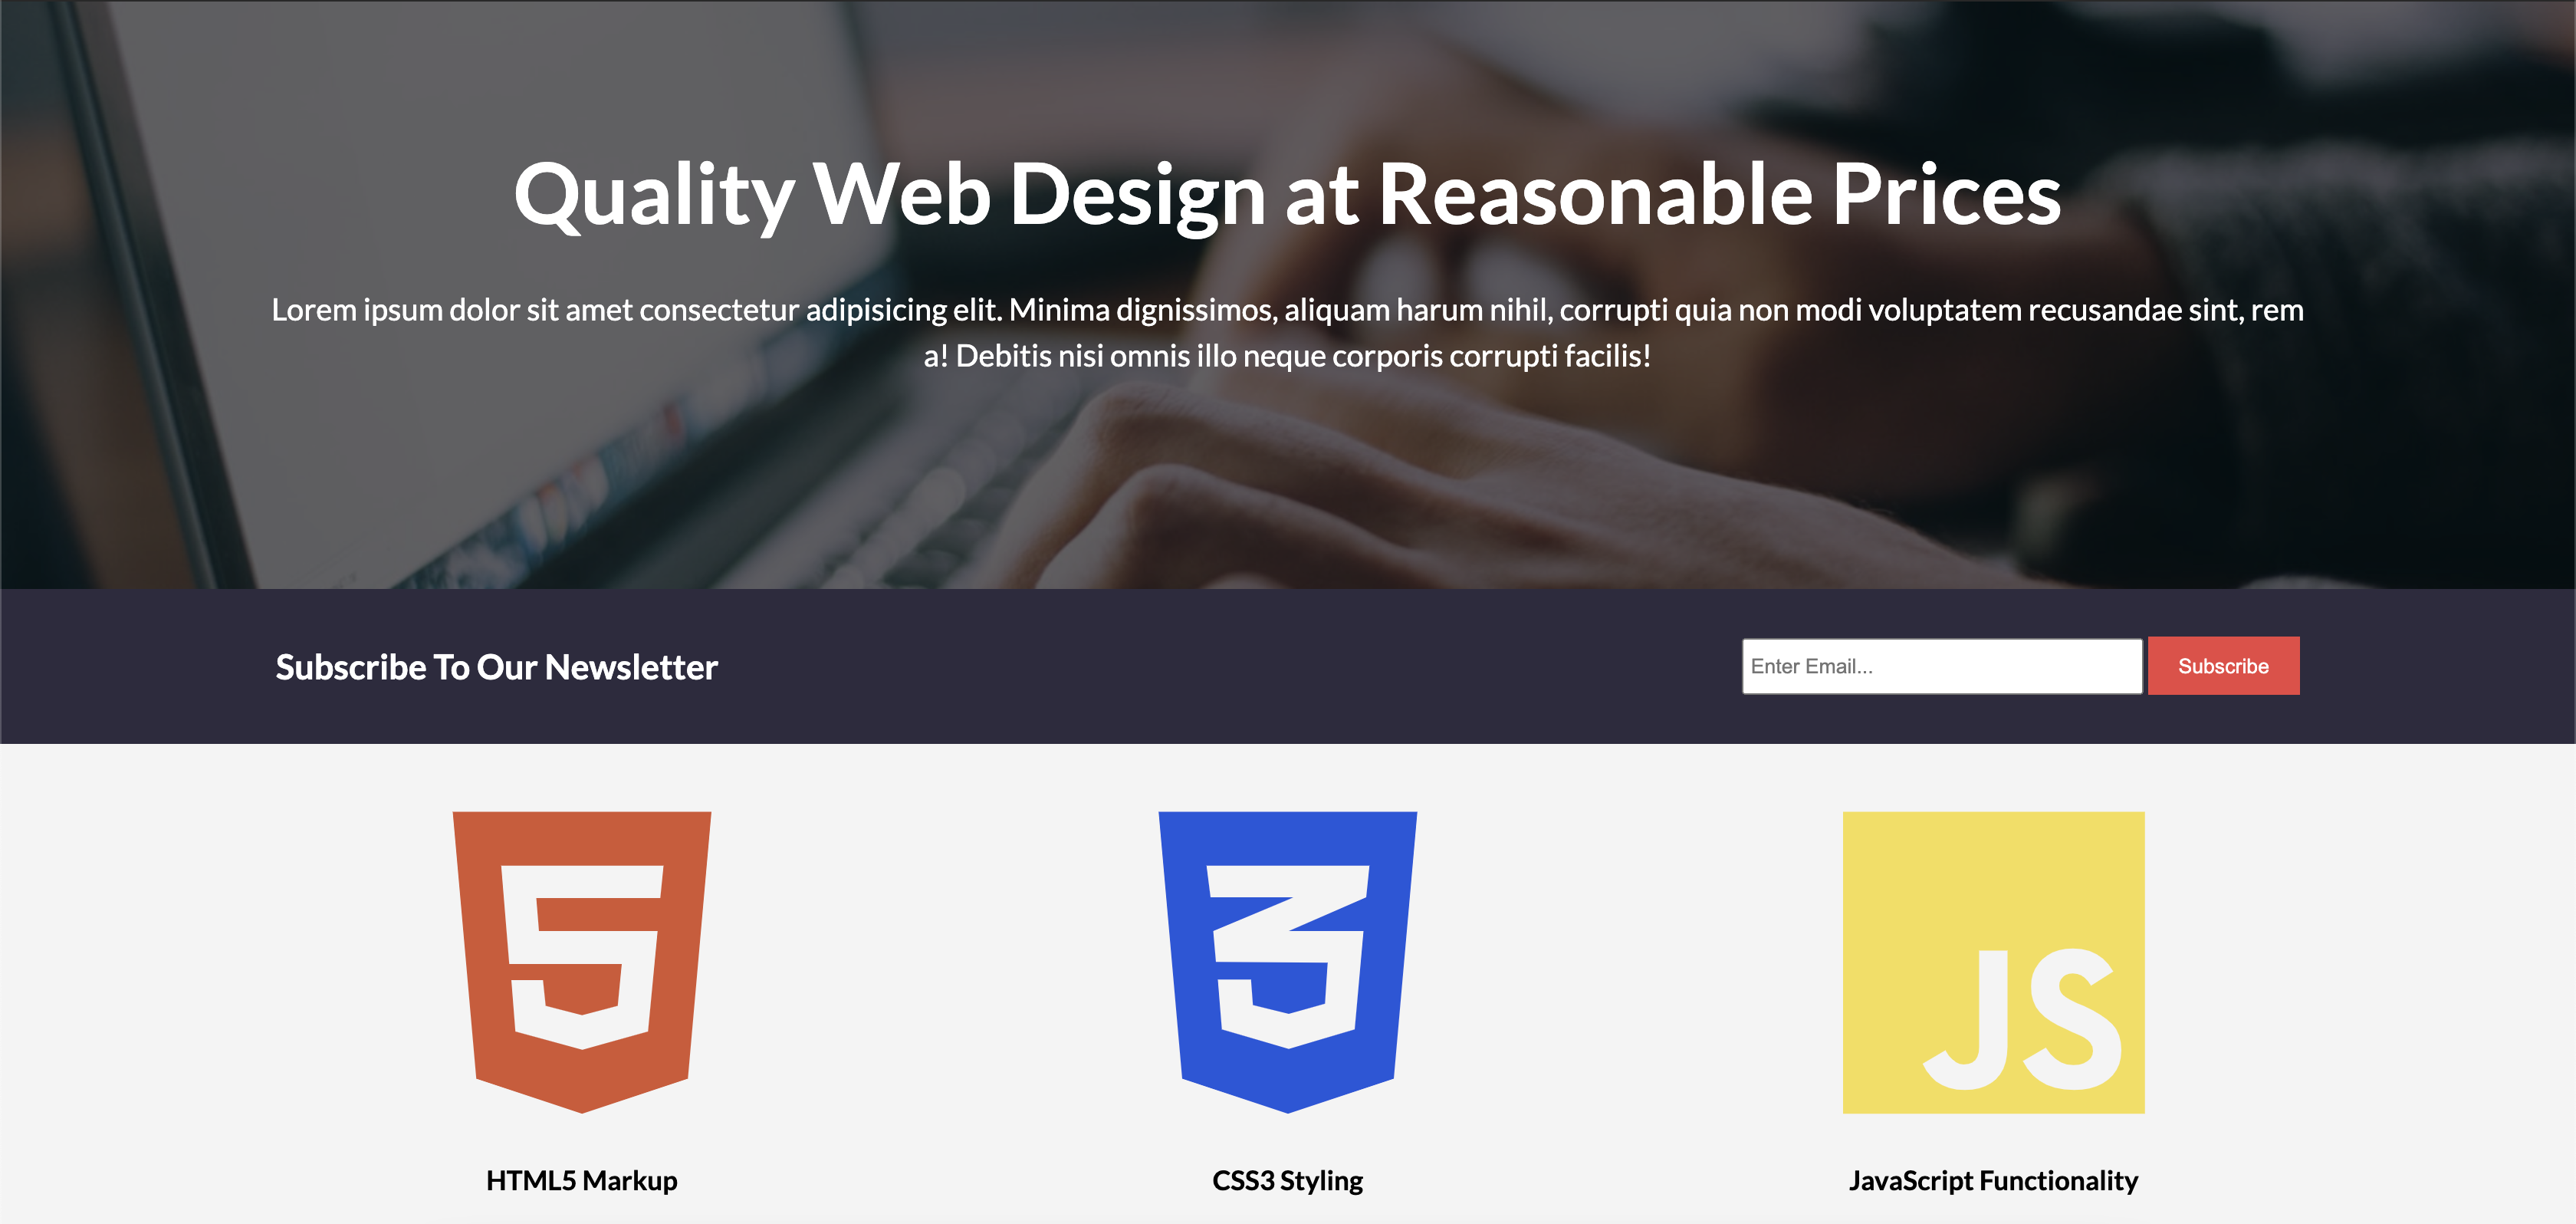 Quality Web Design at Reasonable Prices
Lorem ipsum dolor sit amet consectetur adipisicing elit. Minima dignissimos, aliquam harum nihil, corrupti quia non modi voluptatem recusandae sint, rem
a! Debitis nisi omnis illo neque corporis corrupti facilis!
Subscribe To Our Newsletter
Enter Email...
Subscribe
5
3
JS
HTML5 Markup
CSS3 Styling
JavaScript Functionality